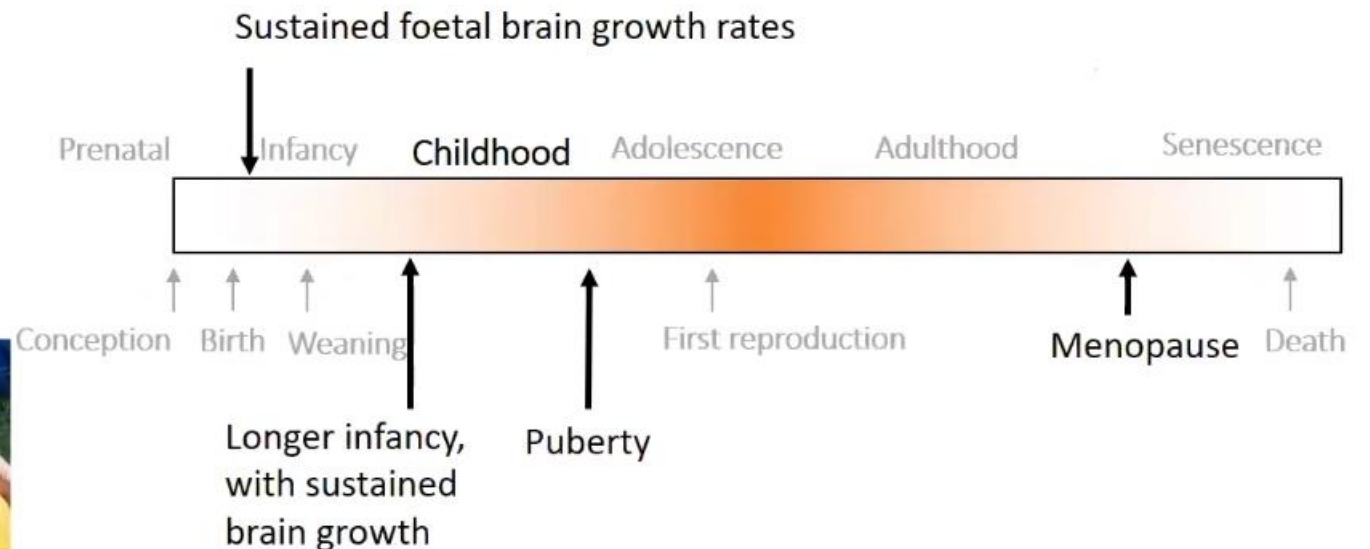 Sustained foetal brain growth rates
Prenatal
Infancy
Childhood
Adolescence
Adulthood
Senescence
Conception
Birth
Weaning
First reproduction
Menopause
Death
Longer infancy,
with sustained
brain growth
Puberty